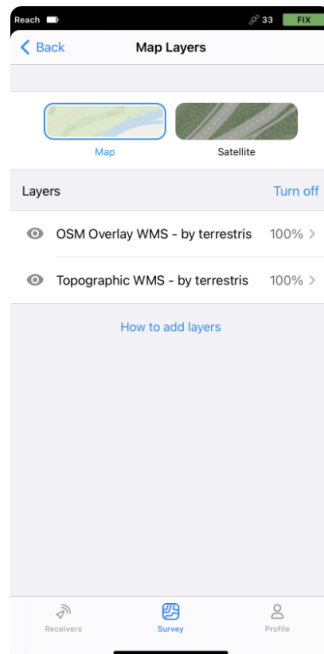 Reach 33 FIX
Back Map Layers
Map Satellite
Layers Turn off
OSM Overlay WMS - by terrestris 100%
Topographic WMS - by terrestris 100%
How to add layers
Receivers Survey Profile